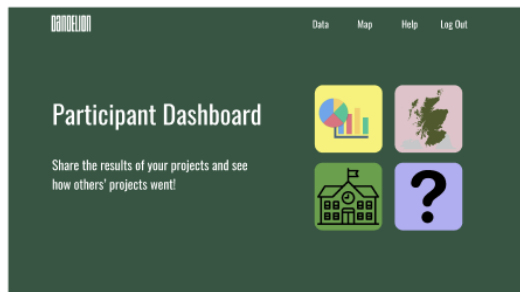 DANDELION
Data Map Help Log Out
Participant Dashboard
Share the results of your projects and see
how others' projects went!
?